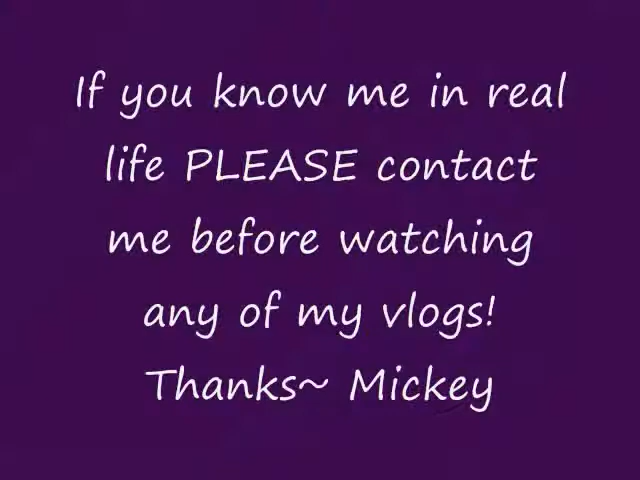 If you know me in real
life PLEASE contact
me before watching
any of my vlogs!
Thanks~ Mickey